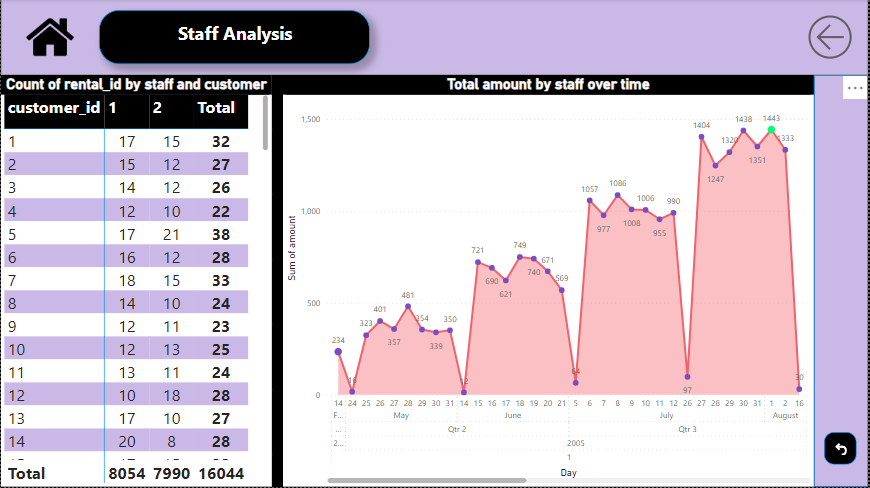 Staff Analysis
Count of rental_id by staff and customer
customer_id 1 2 Total
1 17 15 32
2 15 12 27
3 14 12 26
4 12 10 22
5 17 21 38
6 16 12 28
7 18 15 33
8 14 10 24
9 12 11 23
10 12 13 25
11 13 11 24
12 10 18 28
13 17 10 27
14 20 8 28
Total 8054 7990 16044
Total amount by staff over time
Sum of amount
1,500
1,000
500
0
234 16 323 401 357 481 354 339 350 12 721 690 621 749 740 671 569 64 1057 977 1086 1008 1006 955 990 97 1404 1247 1320 1438 1351 1443 1333 30
14 24 25 26 27 28 29 30 31 14 15 16 17 18 19 20 21 5 6 7 8 9 10 11 12 26 27 28 29 30 31 1 2 16
F... May June July August
... Qtr 2 Qtr 3
2... 2005
1
Day